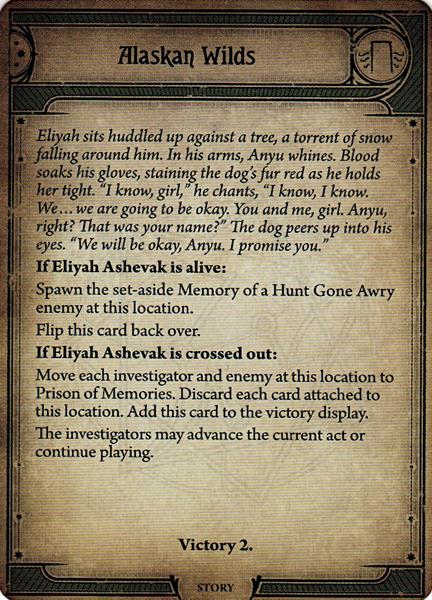 Alaskan Wilds
Eliyah sits huddled up against a tree, a torrent of snow
falling around him. In his arms, Anyu whines. Blood
soaks his gloves, staining the dog's fur red as he holds
her tight. “I know, girl,” he chants, “I know, I know.
We… we are going to be okay. You and me, girl. Anyu,
right? That was your name?” The dog peers up into his
eyes. “We will be okay, Anyu. I promise you.”
If Eliyah Ashevak is alive:
Spawn the set-aside Memory of a Hunt Gone Awry
enemy at this location.
Flip this card back over.
If Eliyah Ashevak is crossed out:
Move each investigator and enemy at this location to
Prison of Memories. Discard each card attached to
this location. Add this card to the victory display.
The investigators may advance the current act or
continue playing.
Victory 2.
STORY